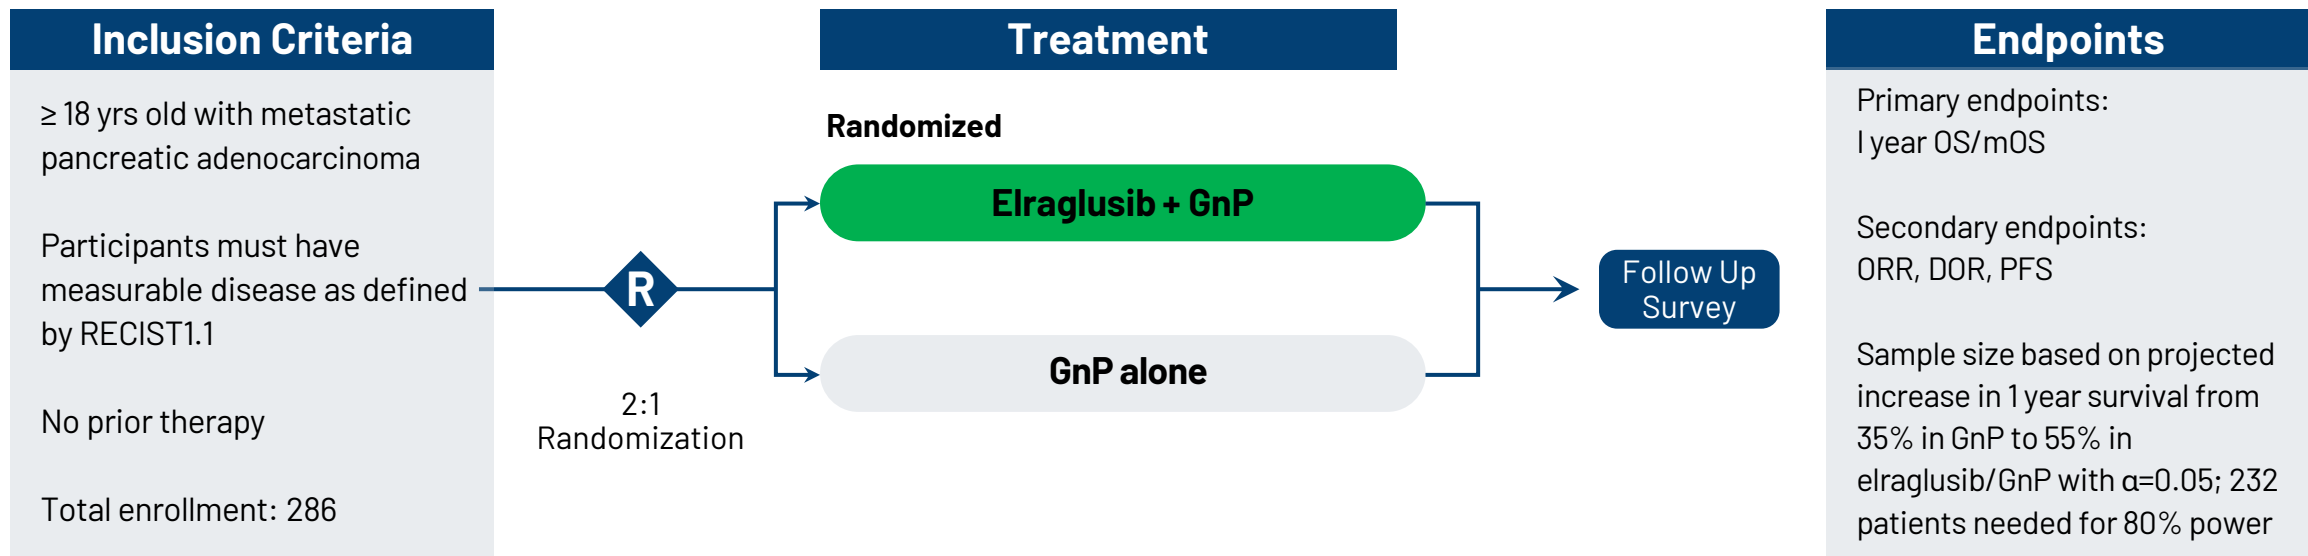 Inclusion Criteria
≥ 18 yrs old with metastatic
pancreatic adenocarcinoma
Participants must have
measurable disease as defined
by RECIST1.1
No prior therapy
Total enrollment: 286
R
2:1
Randomization
Treatment
Randomized
Elraglusib + GnP
GnP alone
Follow Up
Survey
Endpoints
Primary endpoints:
I year OS/mOS
Secondary endpoints:
ORR, DOR, PFS
Sample size based on projected
increase in 1 year survival from
35% in GnP to 55% in
elraglusib/GnP with α=0.05; 232
patients needed for 80% power